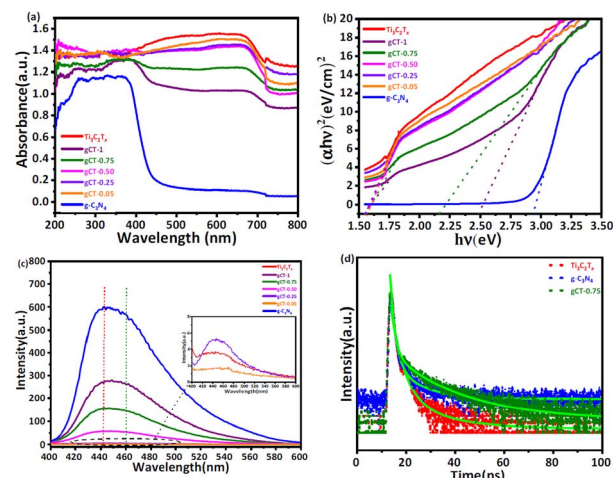 (a)
1.6
1.4
1.2
1.0
0.8
0.6
0.4
0.2
0.0
Absorbance(a.u.)
Ti₃C₂Tₓ
gCT-1
gCT-0.75
gCT-0.50
gCT-0.25
gCT-0.05
g-C₃N₄
200 300 400 500 600 700 800
Wavelength (nm)
(b)
20
18
16
14
12
10
8
6
4
2
0
(αhν)²(eV/cm)²
Ti₃C₂Tₓ
gCT-1
gCT-0.75
gCT-0.50
gCT-0.25
gCT-0.05
g-C₃N₄
1.50 1.75 2.00 2.25 2.50 2.75 3.00 3.25 3.50
hν(eV)
(c)
800
700
600
500
400
300
200
100
0
Intensity(a.u.)
Ti₃C₂Tₓ
gCT-1
gCT-0.75
gCT-0.50
gCT-0.25
gCT-0.05
g-C₃N₄
Intensity(a.u.)
Wavelength(nm)
400 420 440 460 480 500 520 540 560 580 600
Wavelength(nm)
(d)
Ti₃C₂Tₓ
g-C₃N₄
gCT-0.75
Intensity(a.u.)
0 20 40 60 80 100
Time(ns)